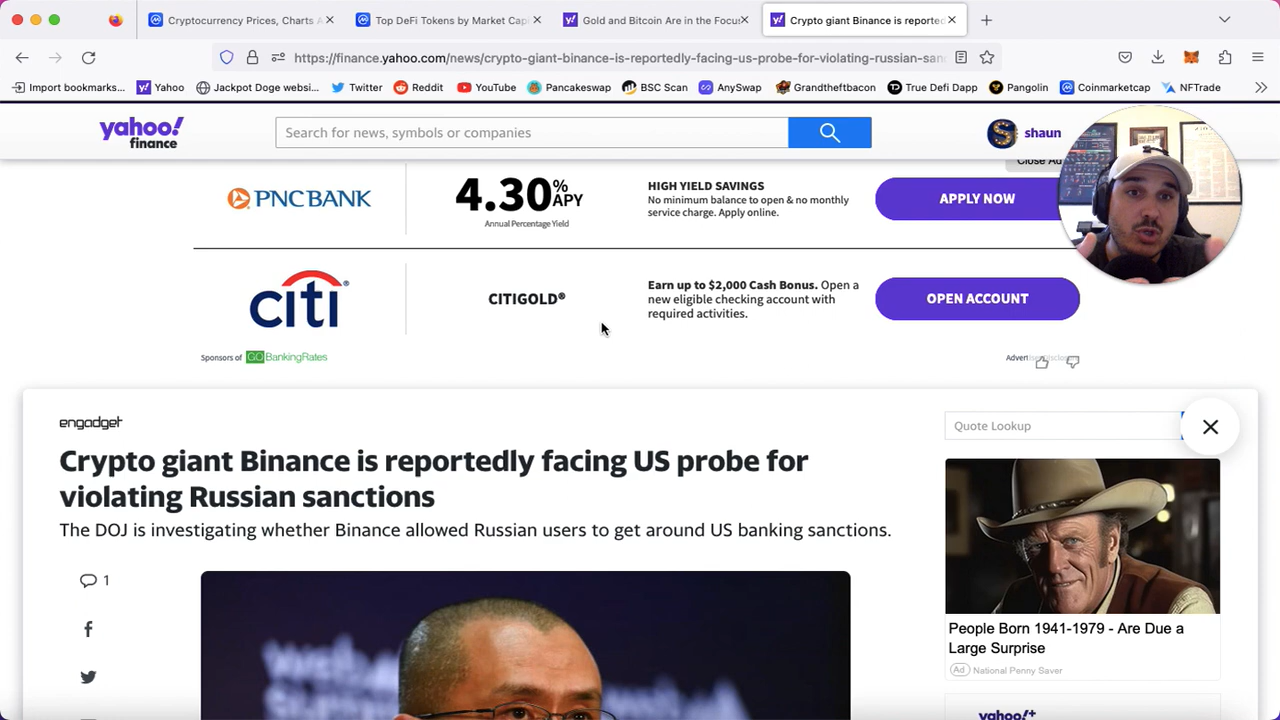 Cryptocurrency Prices, Charts A
Top DeFi Tokens by Market Cap
Gold and Bitcoin Are in the Focus
Crypto giant Binance is reported
https://finance.yahoo.com/news/crypto-giant-binance-is-reportedly-facing-us-probe-for-violating-russian-san
Import bookmarks...
Yahoo
Jackpot Doge websi...
Twitter
Reddit
YouTube
Pancakeswap
BSC Scan
AnySwap
Grandtheftbacon
True Defi Dapp
Pangolin
Coinmarketcap
NFTrade
yahoo!
finance
Search for news, symbols or companies
shaun
Close Ad
PNC BANK
4.30% APY
Annual Percentage Yield
HIGH YIELD SAVINGS
No minimum balance to open & no monthly
service charge. Apply online.
APPLY NOW
citi
CITIGOLD®
Earn up to $2,000 Cash Bonus. Open a
new eligible checking account with
required activities.
OPEN ACCOUNT
Sponsors of GOBankingRates
engadget
Quote Lookup
Crypto giant Binance is reportedly facing US probe for
violating Russian sanctions
The DOJ is investigating whether Binance allowed Russian users to get around US banking sanctions.
1
People Born 1941-1979 - Are Due a
Large Surprise
Ad National Penny Saver
yahoo!+